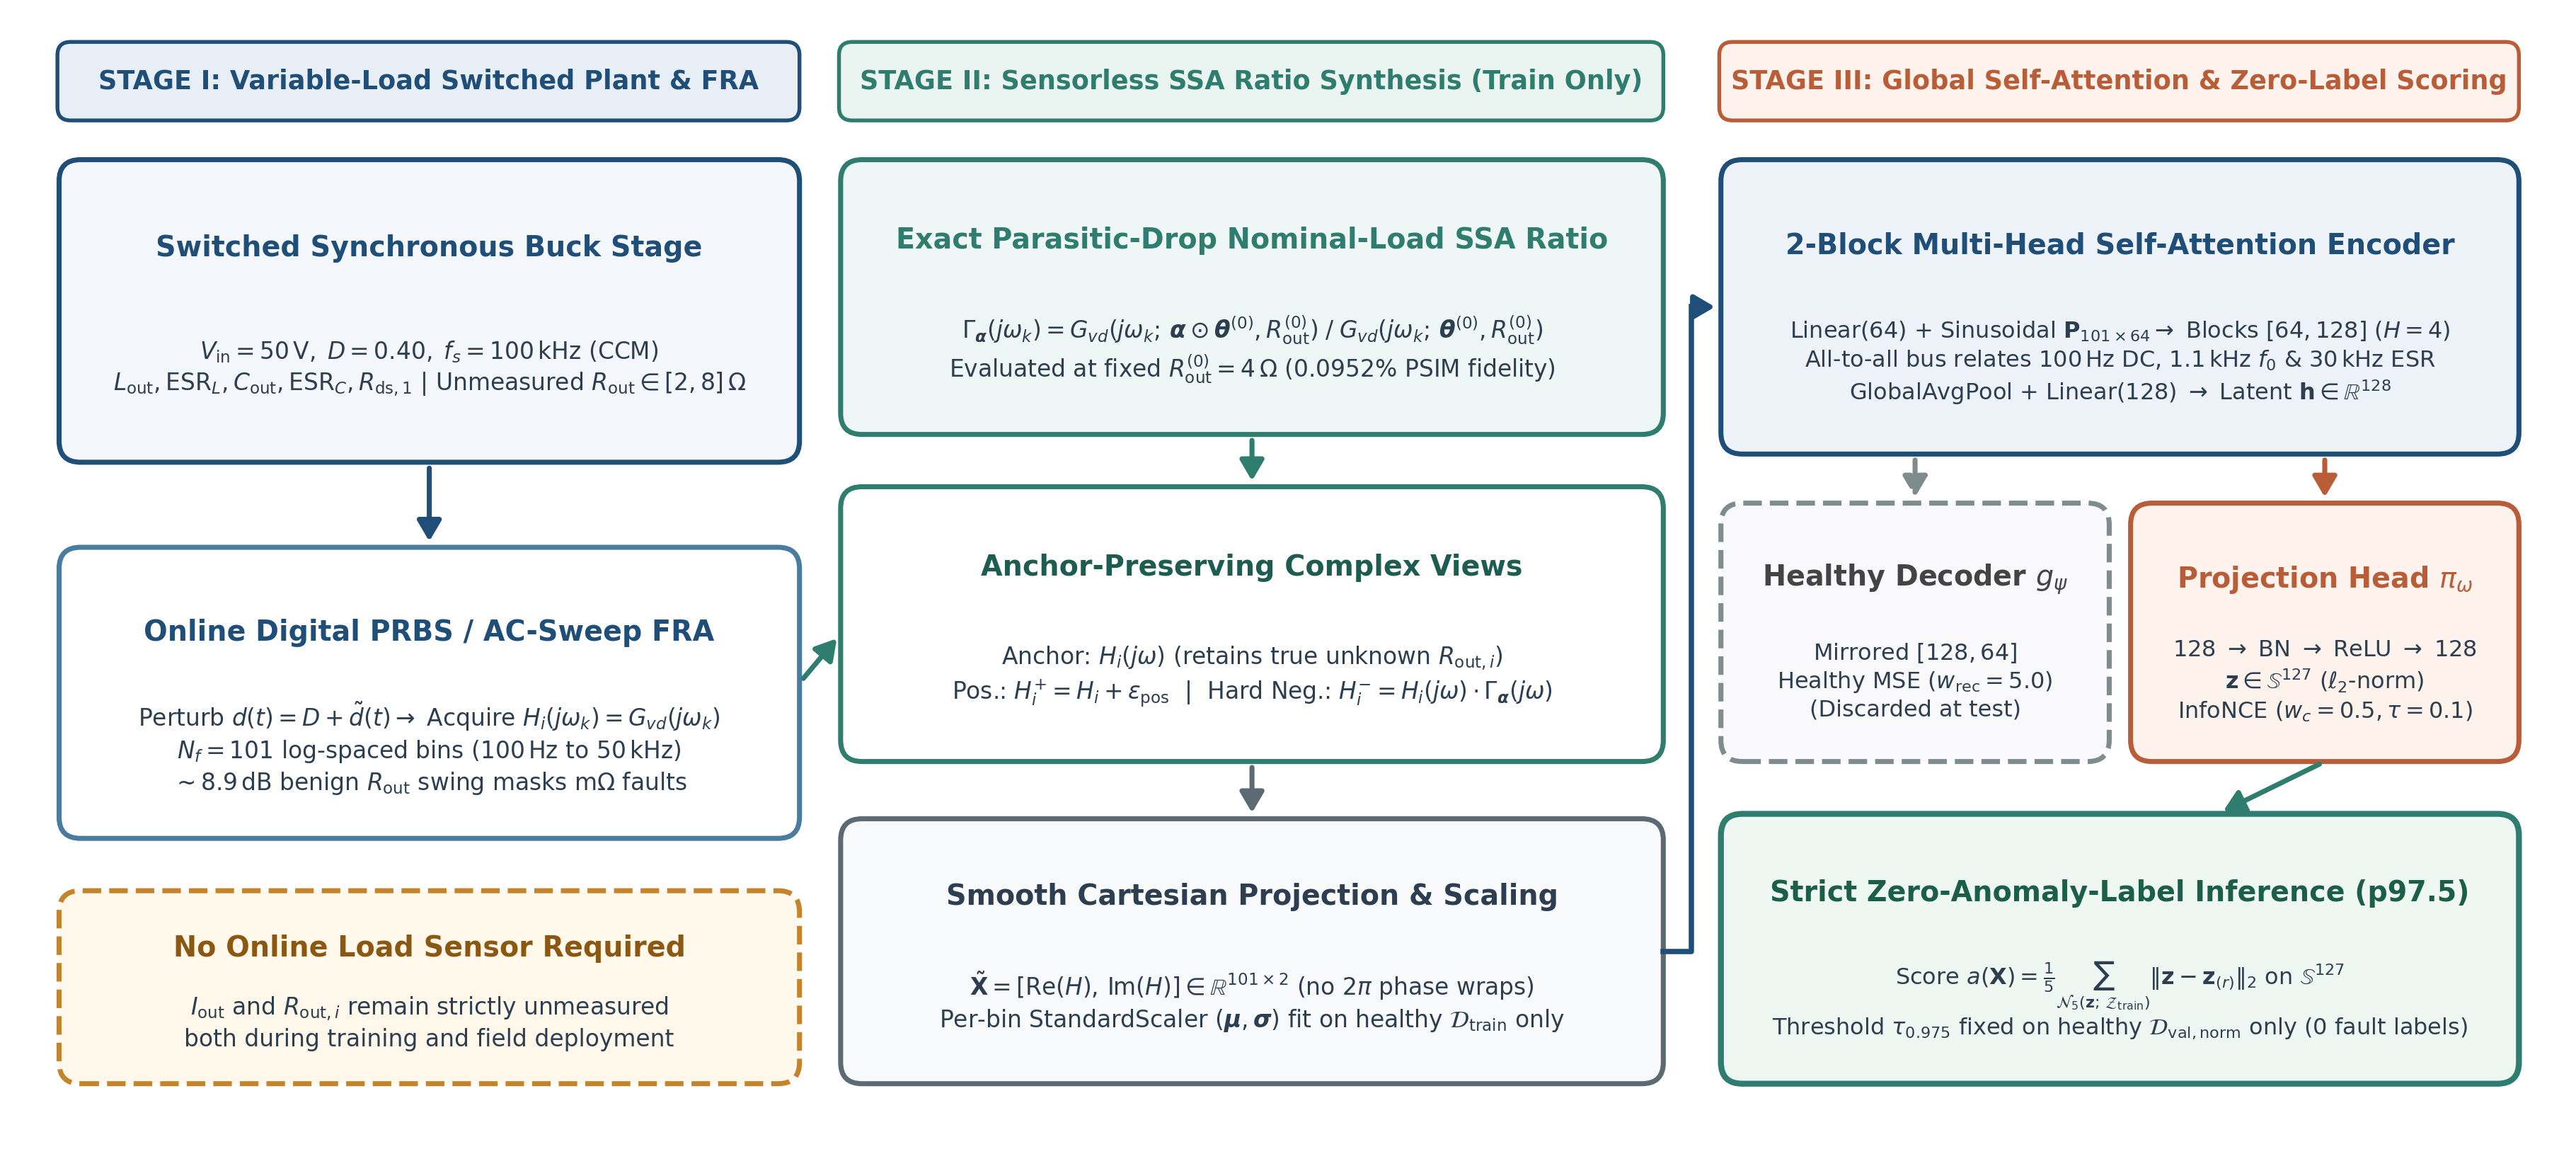 STAGE I: Variable-Load Switched Plant & FRA
Switched Synchronous Buck Stage
V_in = 50 V, D = 0.40, f_s = 100 kHz (CCM)
L_out, ESR_L, C_out, ESR_C, R_ds,1 | Unmeasured R_out ∈ [2, 8] Ω
Online Digital PRBS / AC-Sweep FRA
Perturb d(t) = D + d̃(t) → Acquire H_i(jω_k) = G_vd(jω_k)
N_f = 101 log-spaced bins (100 Hz to 50 kHz)
~ 8.9 dB benign R_out swing masks mΩ faults
No Online Load Sensor Required
I_out and R_out,i remain strictly unmeasured
both during training and field deployment
STAGE II: Sensorless SSA Ratio Synthesis (Train Only)
Exact Parasitic-Drop Nominal-Load SSA Ratio
Γ_α(jω_k) = G_vd(jω_k; α ⊙ θ^(0), R_out^(0)) / G_vd(jω_k; θ^(0), R_out^(0))
Evaluated at fixed R_out^(0) = 4 Ω (0.0952% PSIM fidelity)
Anchor-Preserving Complex Views
Anchor: H_i(jω) (retains true unknown R_out,i)
Pos.: H_i^+ = H_i + ε_pos | Hard Neg.: H_i^− = H_i(jω) · Γ_α(jω)
Smooth Cartesian Projection & Scaling
X̃ = [Re(H), Im(H)] ∈ ℝ^(101×2) (no 2π phase wraps)
Per-bin StandardScaler (μ, σ) fit on healthy 𝒟_train only
STAGE III: Global Self-Attention & Zero-Label Scoring
2-Block Multi-Head Self-Attention Encoder
Linear(64) + Sinusoidal P_101×64 → Blocks [64, 128] (H = 4)
All-to-all bus relates 100 Hz DC, 1.1 kHz f_0 & 30 kHz ESR
GlobalAvgPool + Linear(128) → Latent h ∈ ℝ^128
Healthy Decoder g_ψ
Mirrored [128, 64]
Healthy MSE (w_rec = 5.0)
(Discarded at test)
Projection Head π_ω
128 → BN → ReLU → 128
z ∈ 𝕊^127 (ℓ_2-norm)
InfoNCE (w_c = 0.5, τ = 0.1)
Strict Zero-Anomaly-Label Inference (p97.5)
Score a(X) = 1/5 ∑_{𝒩_5(z; 𝒵_train)} ‖z − z_(r)‖_2 on 𝕊^127
Threshold τ_0.975 fixed on healthy 𝒟_val,norm only (0 fault labels)